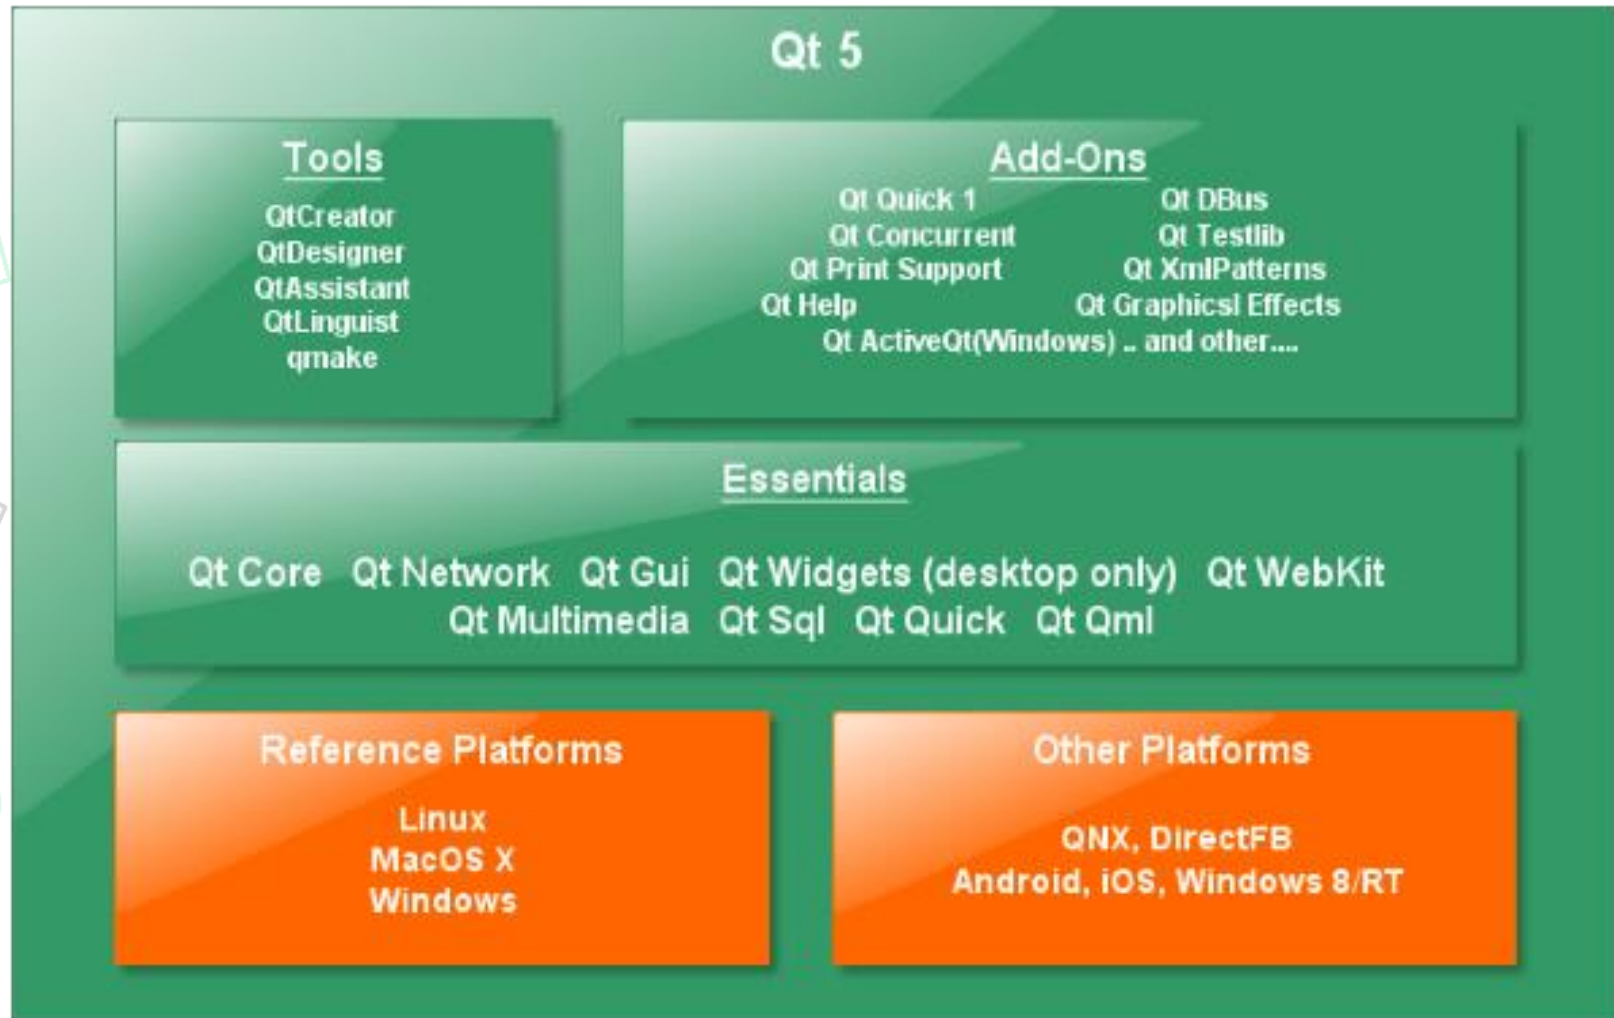 Qt 5
Tools
QtCreator
QtDesigner
QtAssistant
QtLinguist
qmake
Add-Ons
Qt Quick 1 Qt DBus
Qt Concurrent Qt Testlib
Qt Print Support Qt XmlPatterns
Qt Help Qt Graphicsl Effects
Qt ActiveQt(Windows) .. and other....
Essentials
Qt Core Qt Network Qt Gui Qt Widgets (desktop only) Qt WebKit
Qt Multimedia Qt Sql Qt Quick Qt Qml
Reference Platforms
Linux
MacOS X
Windows
Other Platforms
QNX, DirectFB
Android, iOS, Windows 8/RT